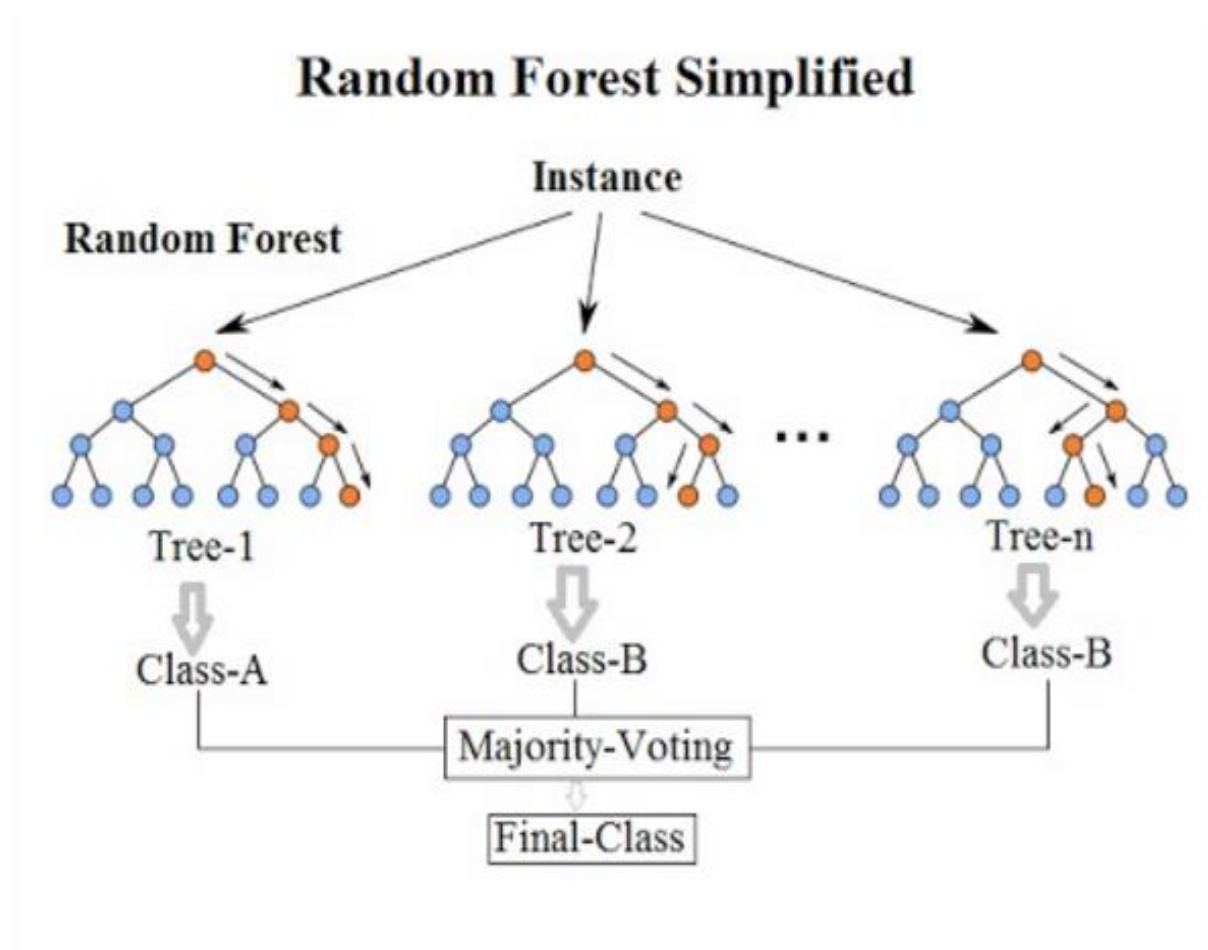 Random Forest Simplified
Instance
Random Forest
...
Tree-1
Tree-2
Tree-n
Class-A
Class-B
Class-B
Majority-Voting
Final-Class